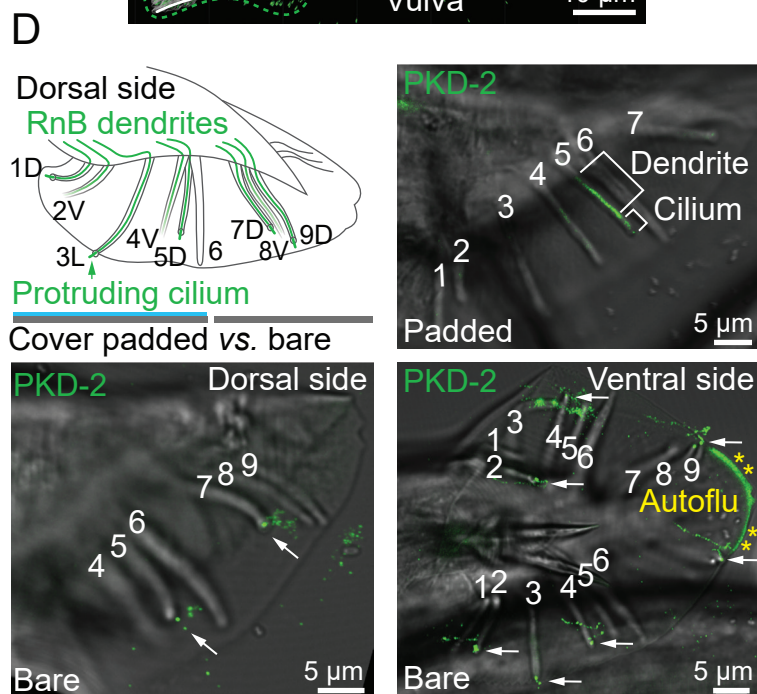 Vulva
D
Dorsal side
RnB dendrites
1D
2V
3L
4V
5D
6
7D
8V
9D
Protruding cilium
Cover padded vs. bare
PKD-2
7
6
5
4
3
2
1
Dendrite
Cilium
Padded
5 µm
PKD-2
Dorsal side
9
8
7
6
5
4
Bare
5 µm
PKD-2
Ventral side
3
1
2
4
5
6
7
8
9
Autoflu
**
**
6
5
4
3
12
Bare
5 µm